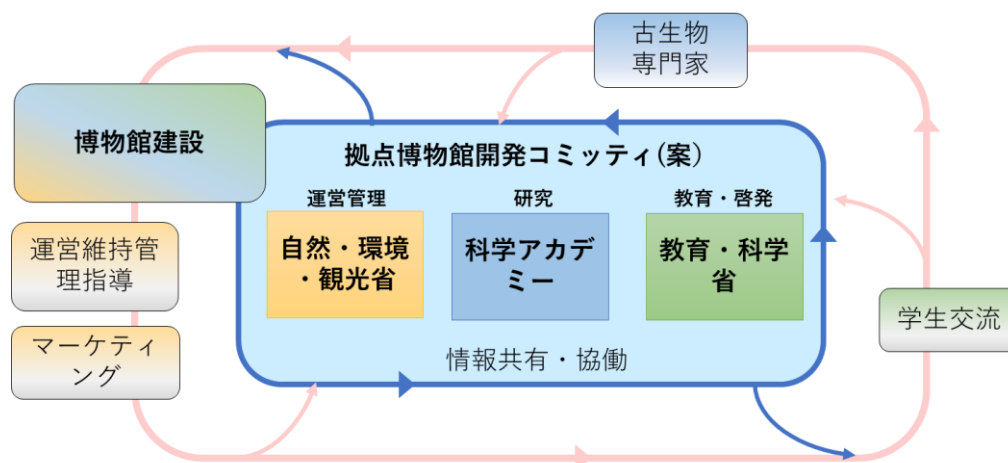 古生物
専門家
博物館建設
拠点博物館開発コミッティ(案)
運営管理
研究
教育・啓発
自然・環境
・観光省
科学アカデ
ミー
教育・科学
省
運営維持管
理指導
学生交流
マーケティ
ング
情報共有・協働